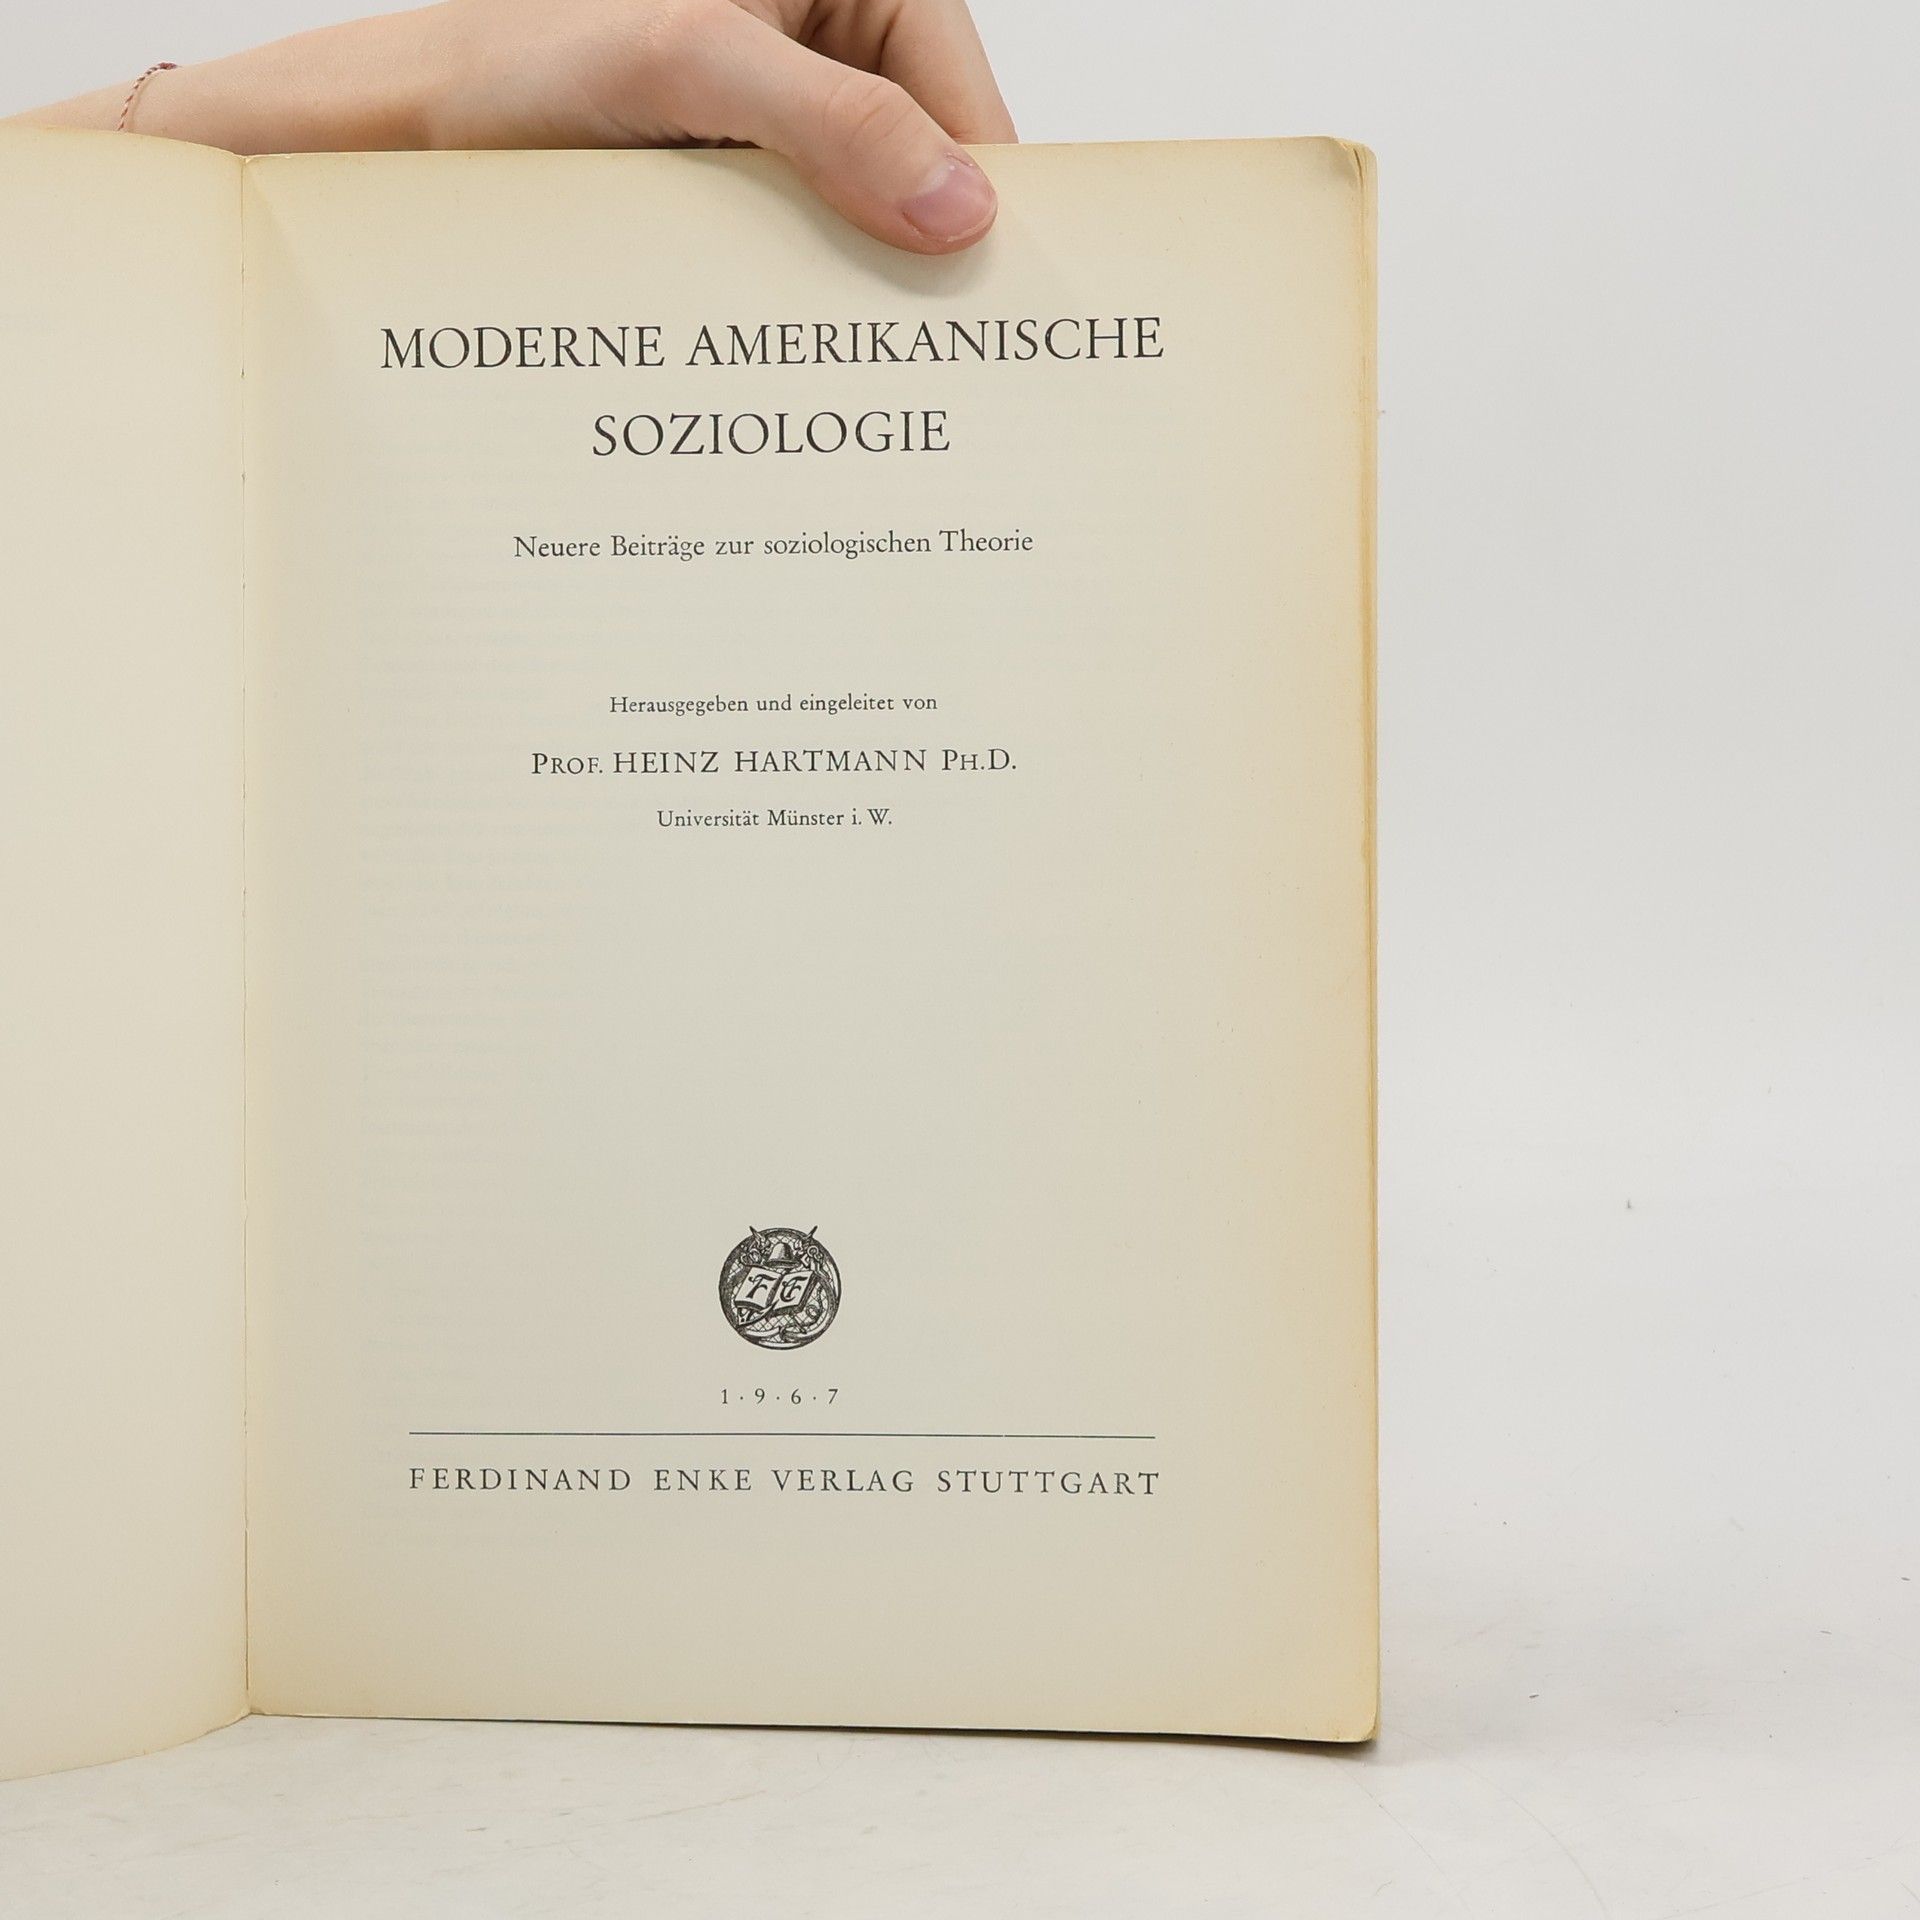 MODERNE AMERIKANISCHE
SOZIOLOGIE
Neuere Beiträge zur soziologischen Theorie
Herausgegeben und eingeleitet von
PROF. HEINZ HARTMANN PH.D.
Universität Münster i. W.
F E
1 · 9 · 6 · 7
FERDINAND ENKE VERLAG STUTTGART